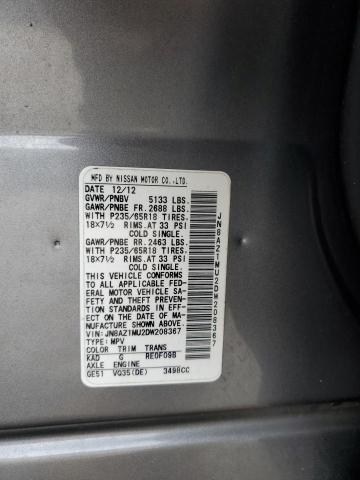 MFD BY NISSAN MOTOR CO.,LTD.
DATE 12/12
GVWR/PNBV 5133 LBS.
GAWR/PNBE FR. 2688 LBS.
WITH P235/65R18 TIRES.
18×7½ RIMS.AT 33 PSI
COLD SINGLE.
GAWR/PNBE RR. 2463 LBS.
WITH P235/65R18 TIRES.
18×7½ RIMS.AT 33 PSI
COLD SINGLE.
THIS VEHICLE CONFORMS
TO ALL APPLICABLE FED-
ERAL MOTOR VEHICLE SA-
FETY AND THEFT PREVEN-
TION STANDARDS IN EFF-
ECT ON THE DATE OF MA-
NUFACTURE SHOWN ABOVE.
VIN: JN8AZ1MU2DW208367
TYPE: MPV
COLOR TRIM TRANS
KAD G RE0F09B
AXLE ENGINE
GE51 VQ35(DE) 3498CC
JN8AZ1MU2DW208367